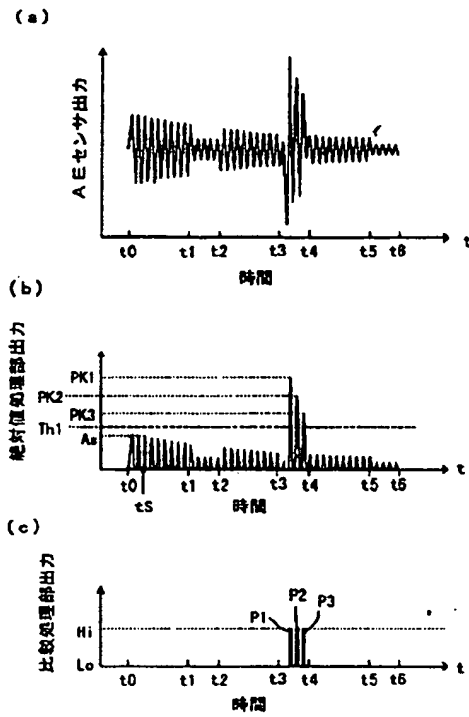 (a)
AEセンサ出力
t0 t1 t2 t3 t4 t5 t6 t
時間
(b)
絶対値処理部出力
PK1
PK2
PK3
Th1
As
t0 t1 t2 t3 t4 t5 t6 t
tS
時間
(c)
比較処理部出力
P1 P2 P3
Hi
Lo
t0 t1 t2 t3 t4 t5 t6 t
時間